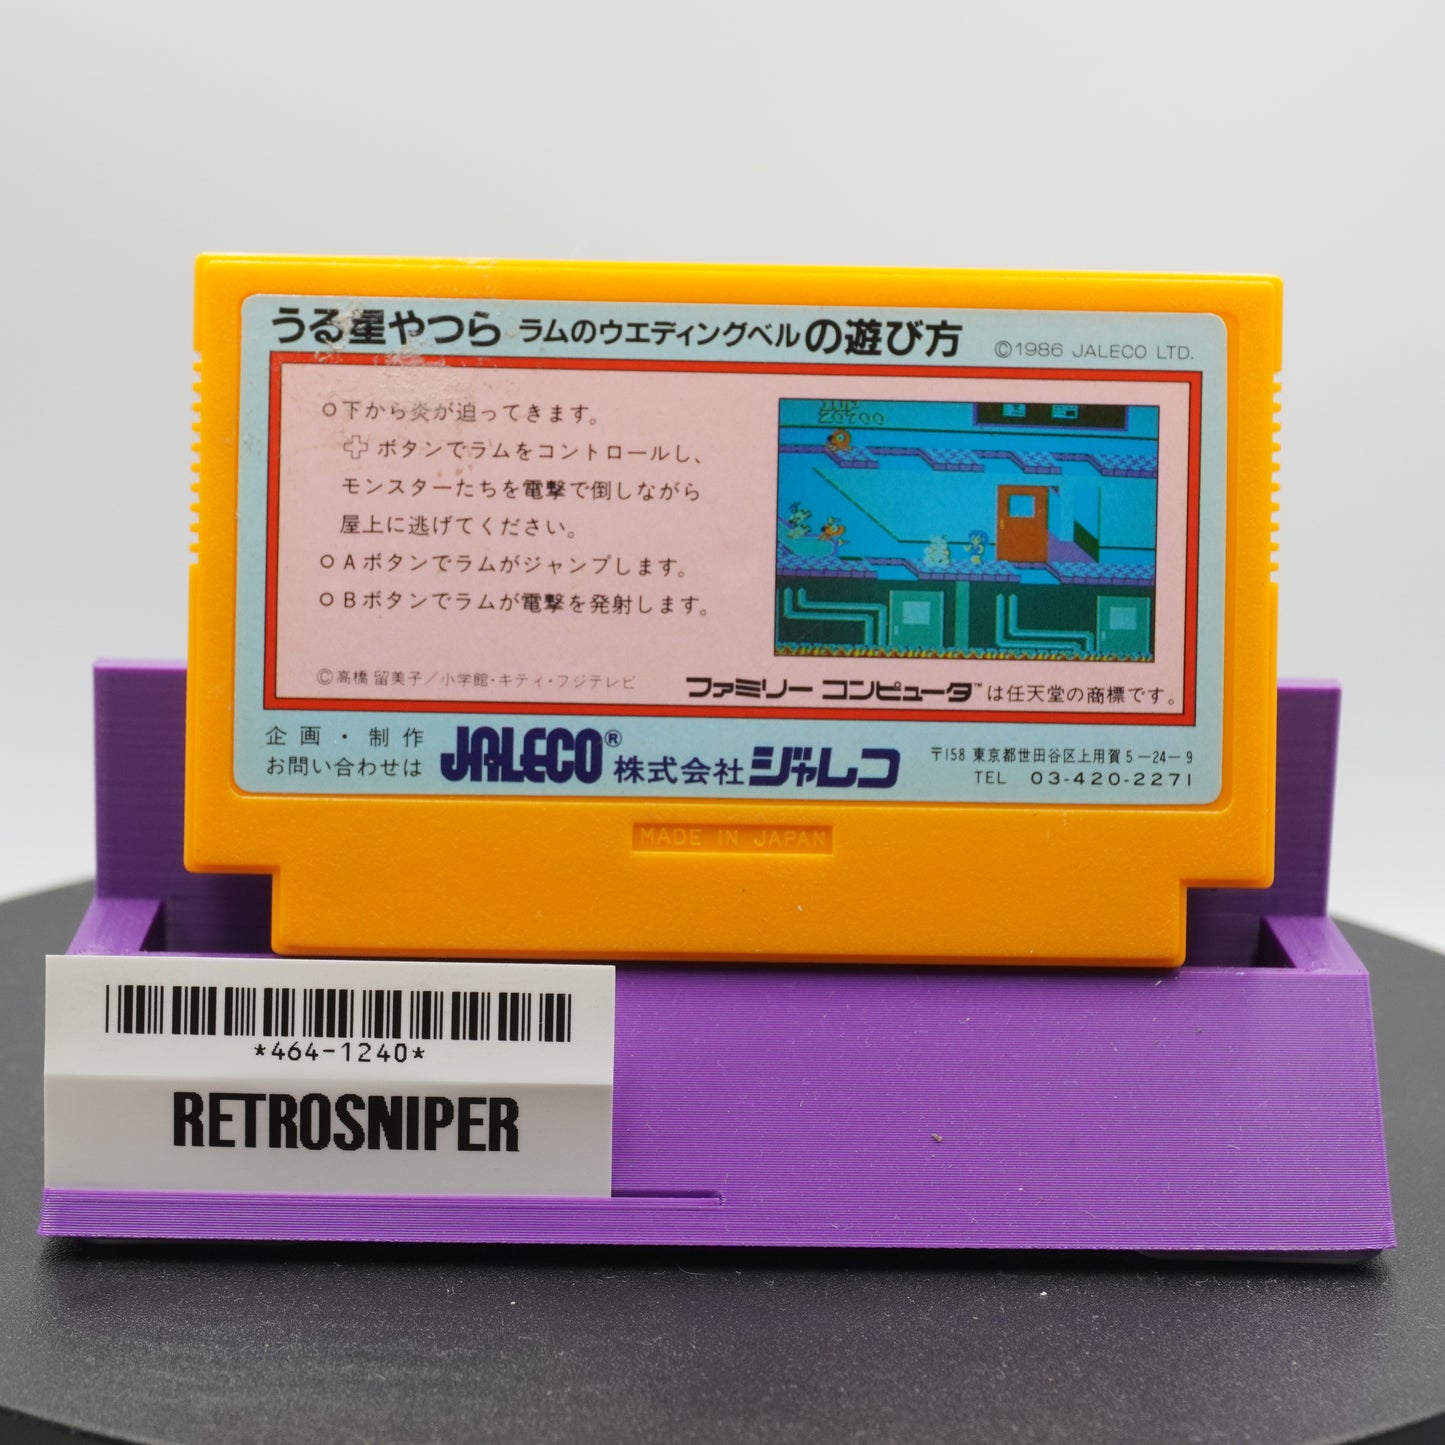 うる星やつら ラムのウエディングベルの遊び方 ©1986 JALECO LTD.
○下から炎が迫ってきます。
ボタンでラムをコントロールし、
モンスターたちを電撃で倒しながら
屋上に逃げてください。
○Aボタンでラムがジャンプします。
○Bボタンでラムが電撃を発射します。
©高橋留美子／小学館・キティ・フジテレビ
ファミリーコンピュータ™は任天堂の商標です。
企画・制作
お問い合わせは
JALECO® 株式会社ジャレコ
〒158 東京都世田谷区上用賀5-24-9
TEL 03-420-2271
MADE IN JAPAN
*464-1240*
RETROSNIPER